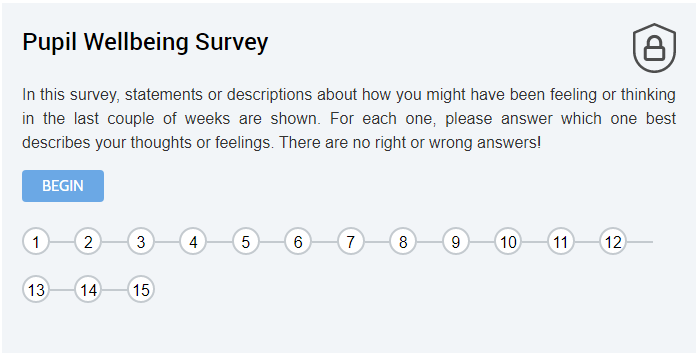 Pupil Wellbeing Survey
In this survey, statements or descriptions about how you might have been feeling or thinking
in the last couple of weeks are shown. For each one, please answer which one best
describes your thoughts or feelings. There are no right or wrong answers!
BEGIN
1 2 3 4 5 6 7 8 9 10 11 12
13 14 15